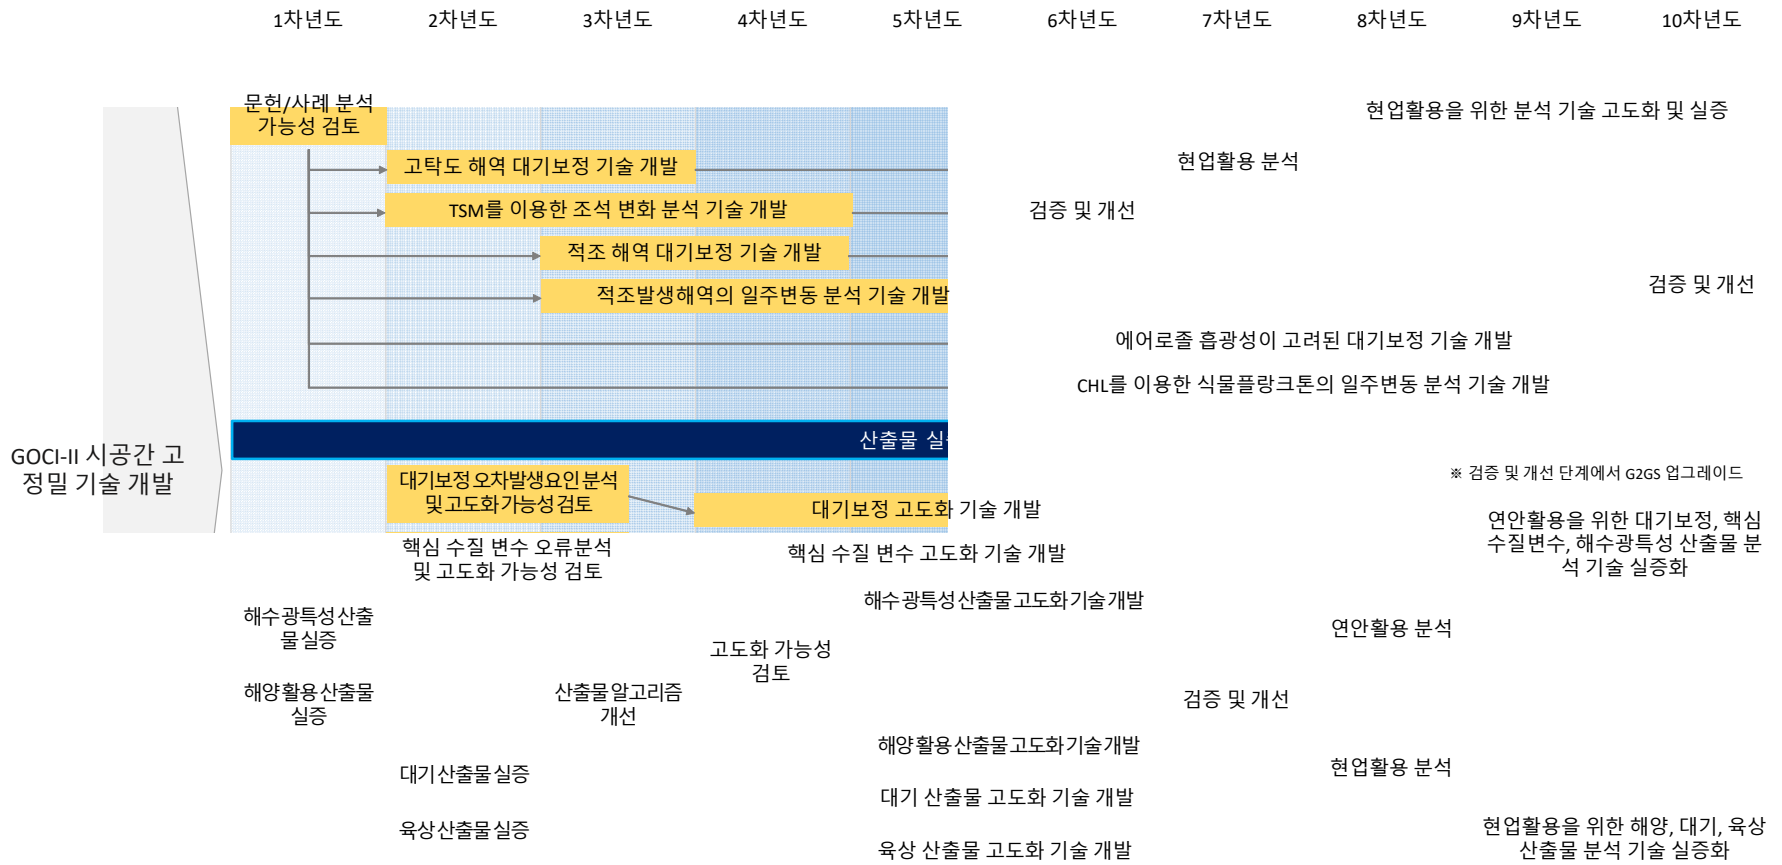 1차년도
2차년도
3차년도
4차년도
5차년도
6차년도
7차년도
8차년도
9차년도
10차년도
문헌/사례 분석
가능성 검토
현업활용을 위한 분석 기술 고도화 및 실증
고탁도 해역 대기보정 기술 개발
현업활용 분석
TSM를 이용한 조석 변화 분석 기술 개발
검증 및 개선
적조 해역 대기보정 기술 개발
적조발생해역의 일주변동 분석 기술 개발
검증 및 개선
에어로졸 흡광성이 고려된 대기보정 기술 개발
CHL를 이용한 식물플랑크톤의 일주변동 분석 기술 개발
산출물 실
GOCI-II 시공간 고
정밀 기술 개발
대기보정 오차발생요인 분석
및 고도화 가능성 검토
※ 검증 및 개선 단계에서 G2GS 업그레이드
대기보정 고도화 기술 개발
연안활용을 위한 대기보정, 핵심
수질변수, 해수광특성 산출물 분
석 기술 실증화
핵심 수질 변수 오류분석
및 고도화 가능성 검토
핵심 수질 변수 고도화 기술 개발
해수광특성 산출물 고도화 기술 개발
해수광특성 산출
물 실증
연안활용 분석
고도화 가능성
검토
해양활용 산출물
실증
산출물 알고리즘
개선
검증 및 개선
해양활용 산출물 고도화 기술 개발
대기 산출물 실증
현업활용 분석
대기 산출물 고도화 기술 개발
육상 산출물 실증
현업활용을 위한 해양, 대기, 육상
산출물 분석 기술 실증화
육상 산출물 고도화 기술 개발